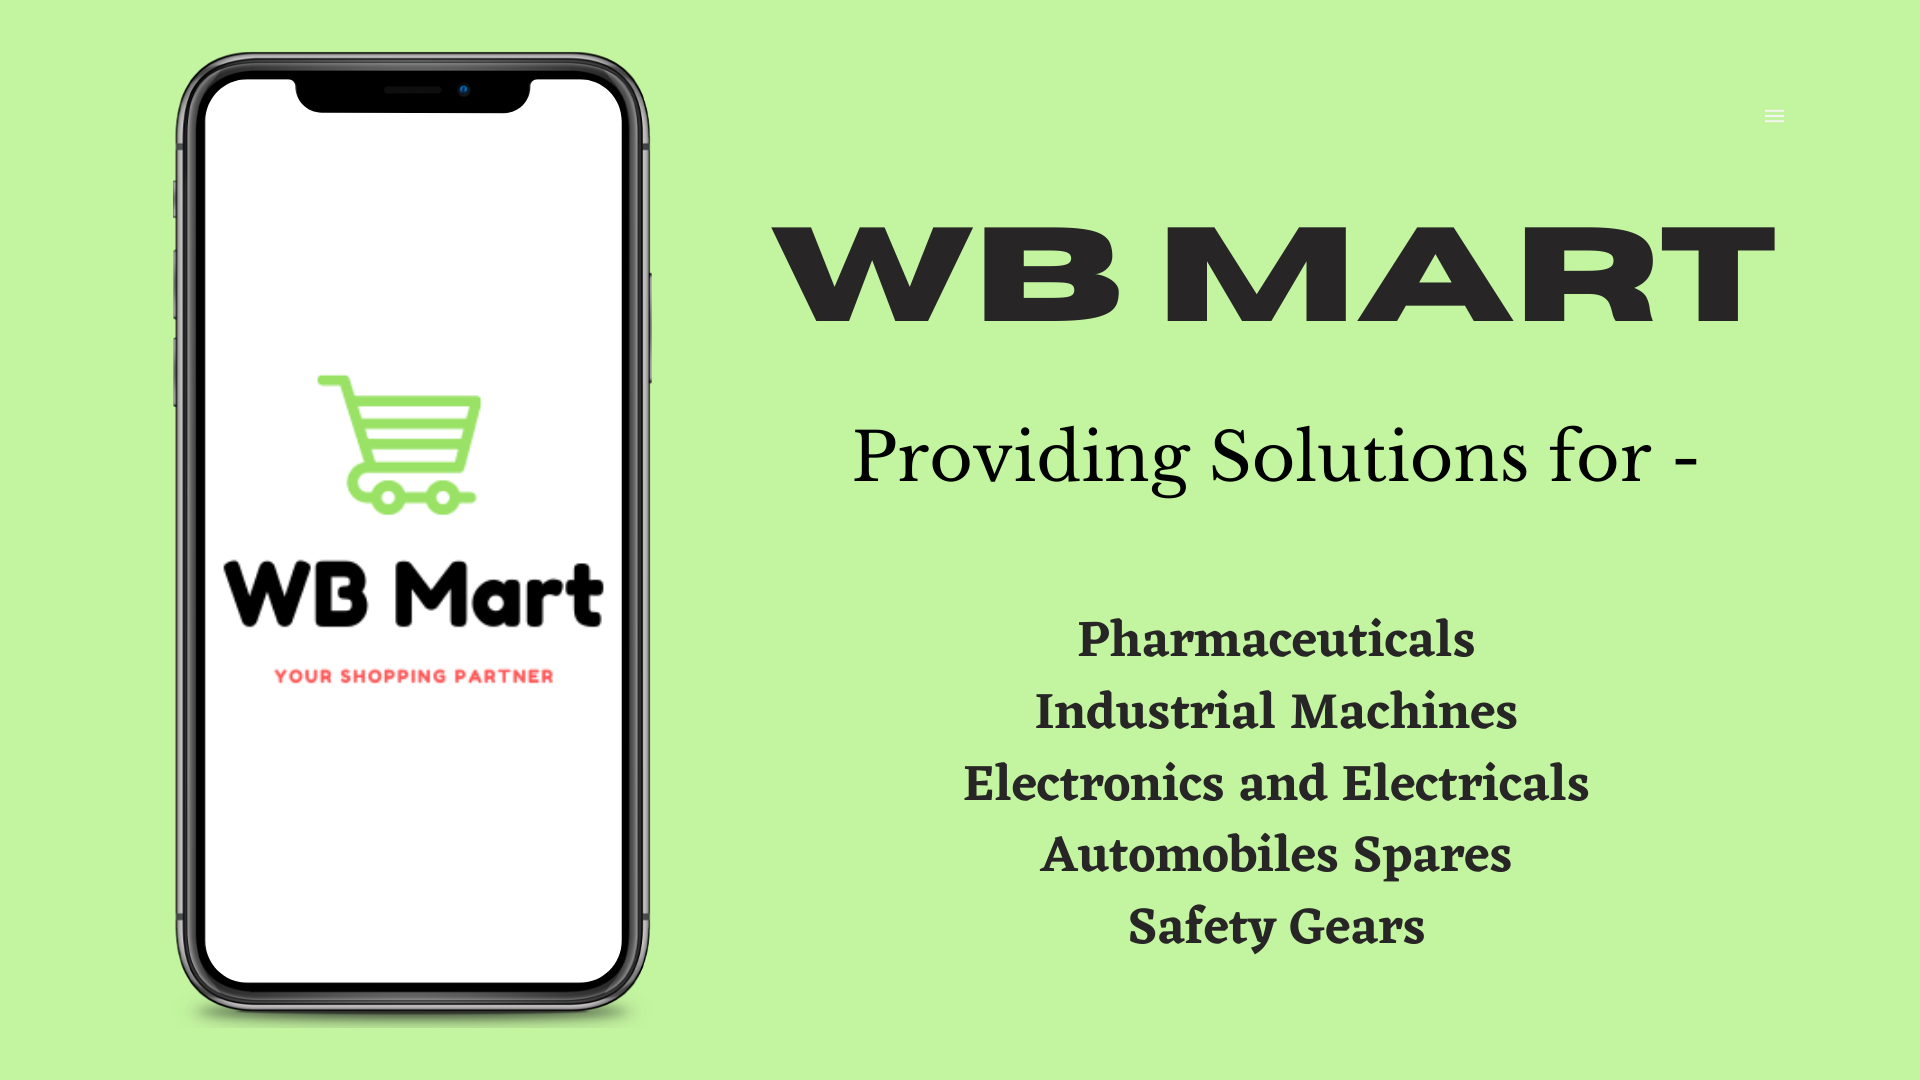 WB MART
Providing Solutions for -
Pharmaceuticals
Industrial Machines
Electronics and Electricals
Automobiles Spares
Safety Gears
WB Mart
YOUR SHOPPING PARTNER